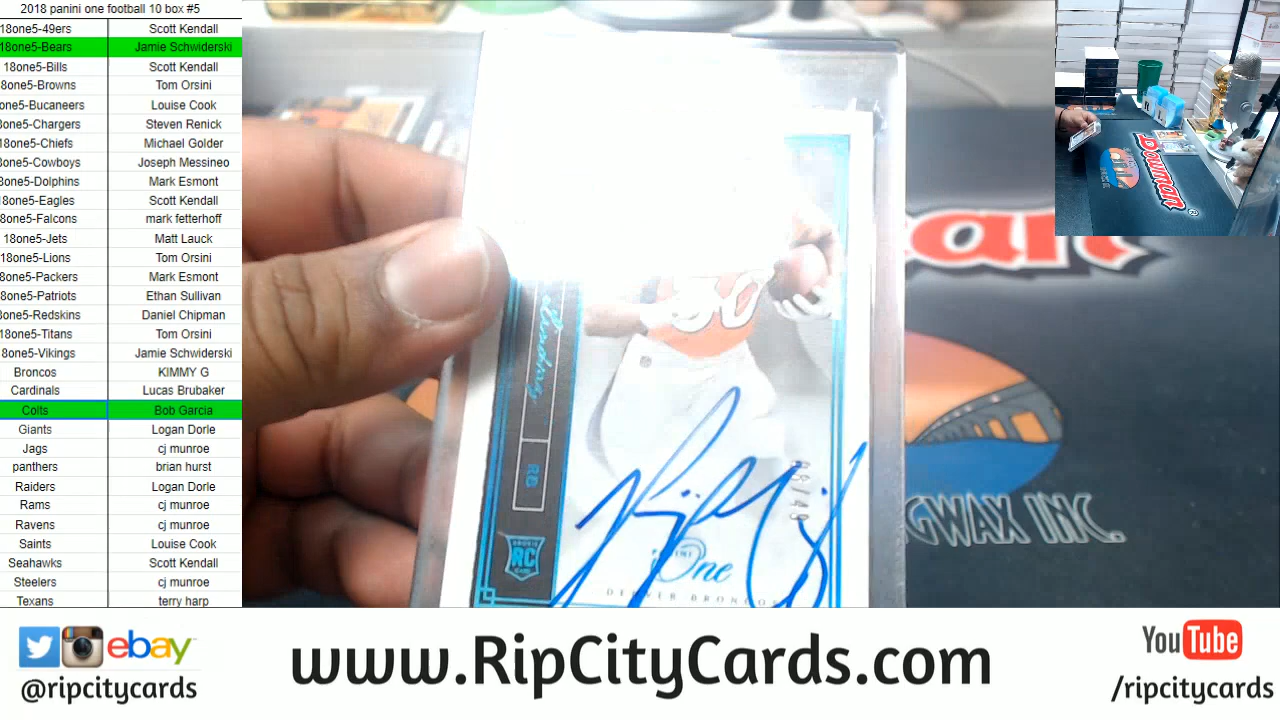 2018 panini one football 10 box #5
18one5-49ers Scott Kendall
18one5-Bears Jamie Schwiderski
18one5-Bills Scott Kendall
8one5-Browns Tom Orsini
one5-Bucaneers Louise Cook
8one5-Chargers Steven Renick
18one5-Chiefs Michael Golder
8one5-Cowboys Joseph Messineo
8one5-Dolphins Mark Esmont
18one5-Eagles Scott Kendall
8one5-Falcons mark fetterhoff
18one5-Jets Matt Lauck
18one5-Lions Tom Orsini
8one5-Packers Mark Esmont
8one5-Patriots Ethan Sullivan
8one5-Redskins Daniel Chipman
18one5-Titans Tom Orsini
8one5-Vikings Jamie Schwiderski
Broncos KIMMY G
Cardinals Lucas Brubaker
Colts Bob Garcia
Giants Logan Dorle
Jags cj munroe
panthers brian hurst
Raiders Logan Dorle
Rams cj munroe
Ravens cj munroe
Saints Louise Cook
Seahawks Scott Kendall
Steelers cj munroe
Texans terry harp
Lindsay
RB
ROOKIE
RC
CARD
One
DENVER BRONCOS
Bowman
GWAX INC.
ebay
@ripcitycards
www.RipCityCards.com
YouTube
/ripcitycards